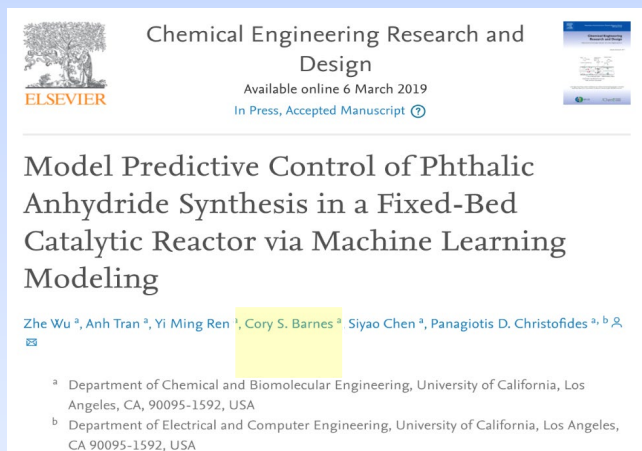 Chemical Engineering Research and
Design
Available online 6 March 2019
In Press, Accepted Manuscript ?
ELSEVIER
Model Predictive Control of Phthalic
Anhydride Synthesis in a Fixed-Bed
Catalytic Reactor via Machine Learning
Modeling
Zhe Wu a, Anh Tran a, Yi Ming Ren a, Cory S. Barnes a, Siyao Chen a, Panagiotis D. Christofides a, b
a Department of Chemical and Biomolecular Engineering, University of California, Los
Angeles, CA, 90095-1592, USA
b Department of Electrical and Computer Engineering, University of California, Los Angeles,
CA 90095-1592, USA